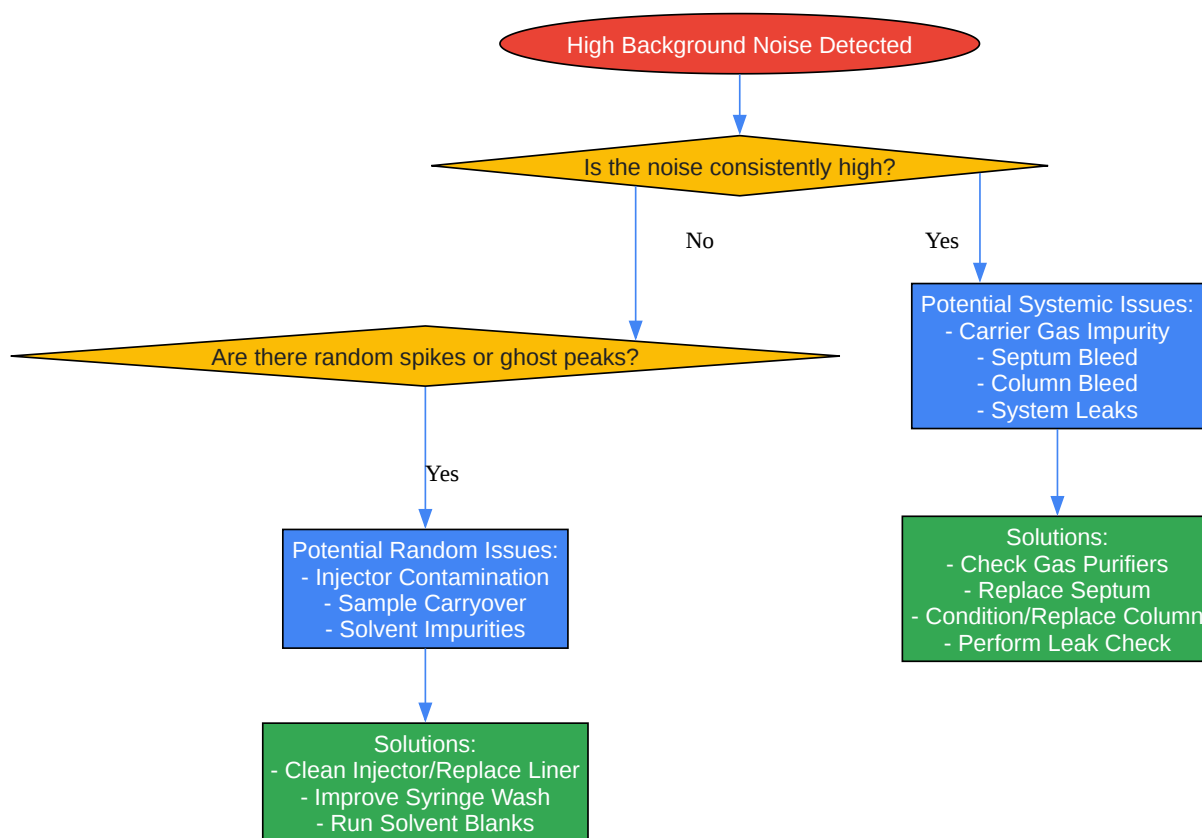 High Background Noise Detected
Is the noise consistently high?
No
Yes
Potential Systemic Issues:
- Carrier Gas Impurity
- Septum Bleed
- Column Bleed
- System Leaks
Are there random spikes or ghost peaks?
Yes
Potential Random Issues:
- Injector Contamination
- Sample Carryover
- Solvent Impurities
Solutions:
- Check Gas Purifiers
- Replace Septum
- Condition/Replace Column
- Perform Leak Check
Solutions:
- Clean Injector/Replace Liner
- Improve Syringe Wash
- Run Solvent Blanks